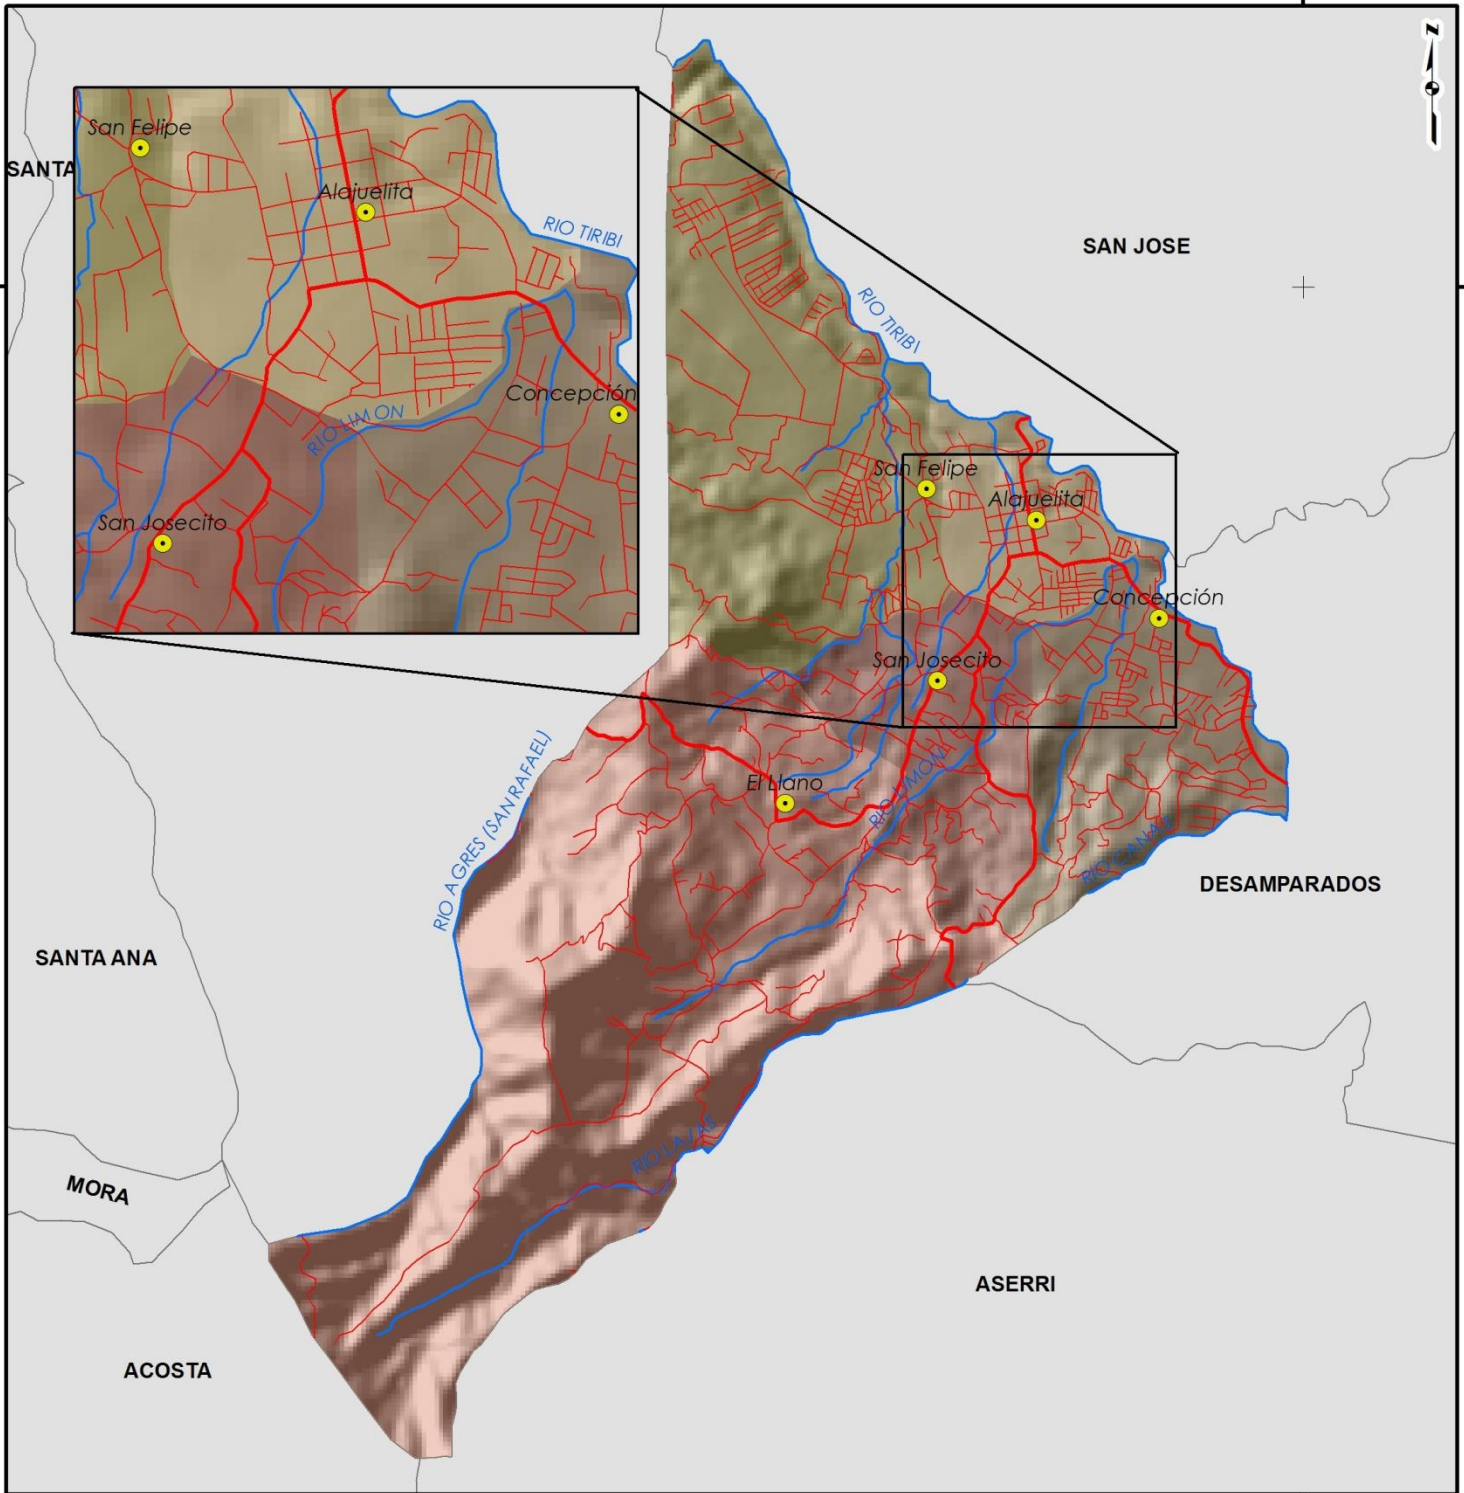 N
San Felipe
SANTA
Alajuelita
RIO TIRIBI
SAN JOSE
RIO TIRIBI
Concepción
RIO LIMON
San Felipe
Alajuelita
San Josecito
Concepción
San Josecito
RIO AGRES (SAN RAFAEL)
El Llano
RIO LIMON
RIO CAÑAS
DESAMPARADOS
SANTA ANA
RIO LAJAS
MORA
ASERRI
ACOSTA